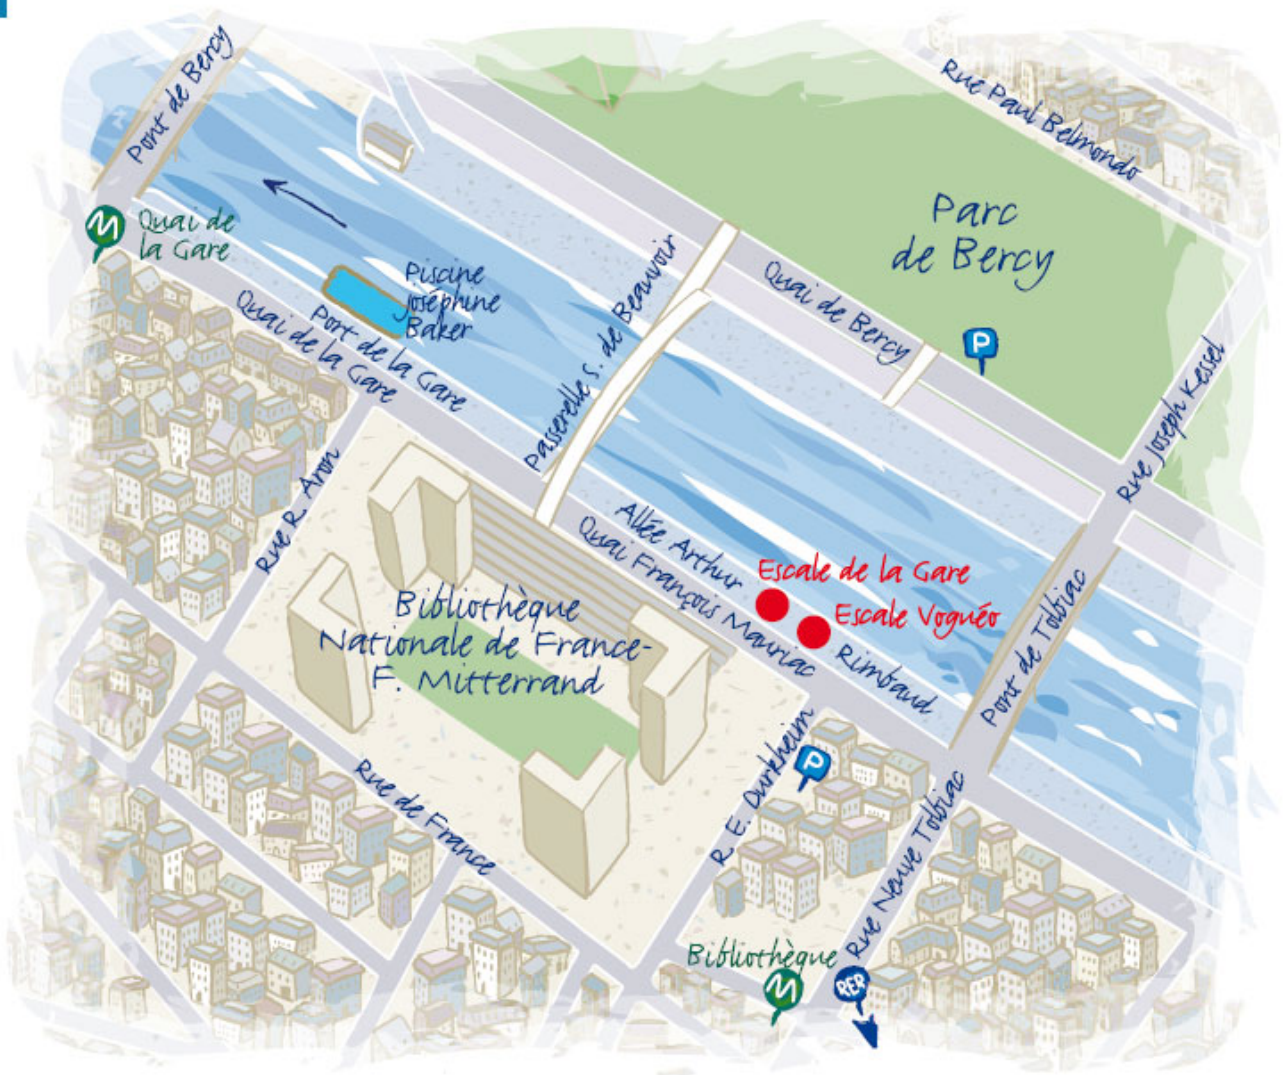 Pont de Bercy
Rue Paul Belmondo
M
Quai de
la Gare
Parc
de Bercy
Piscine
Joséphine
Baker
Port de la Gare
Quai de la Gare
Passerelle S. de Beauvoir
Quai de Bercy
P
Rue Joseph Kessel
Rue R. Aron
Allée Arthur
Rimbaud
Quai François Mauriac
Escale de la Gare
Escale Voguéo
Bibliothèque
Nationale de France-
F. Mitterrand
Pont de Tolbiac
R. E. Durkheim
P
Rue de France
Rue Neuve Tolbiac
Bibliothèque
M
RER